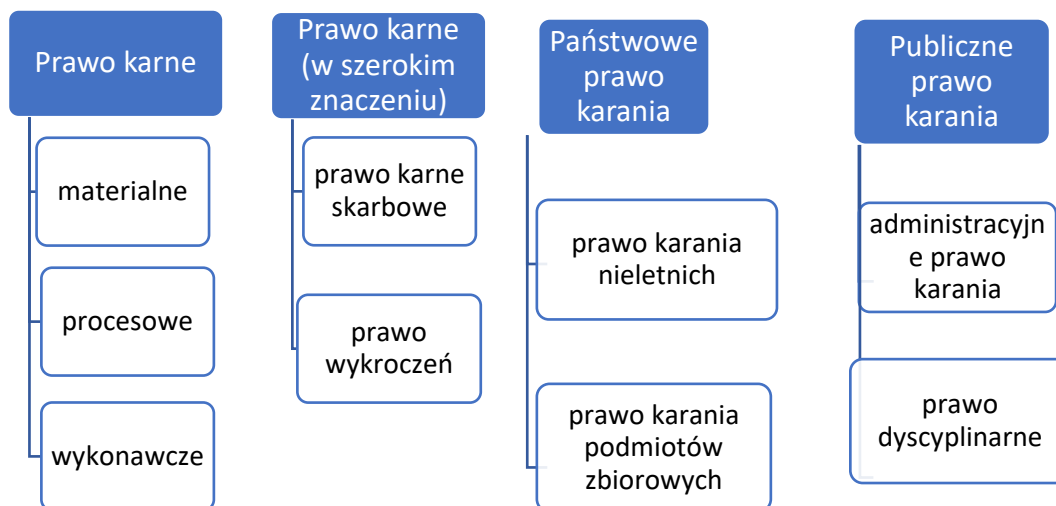 Prawo karne
materialne
procesowe
wykonawcze
Prawo karne
(w szerokim
znaczeniu)
prawo karne
skarbowe
prawo
wykroczeń
Państwowe
prawo
karania
prawo karania
nieletnich
prawo karania
podmiotów
zbiorowych
Publiczne
prawo
karania
administracyjn
e prawo
karania
prawo
dyscyplinarne